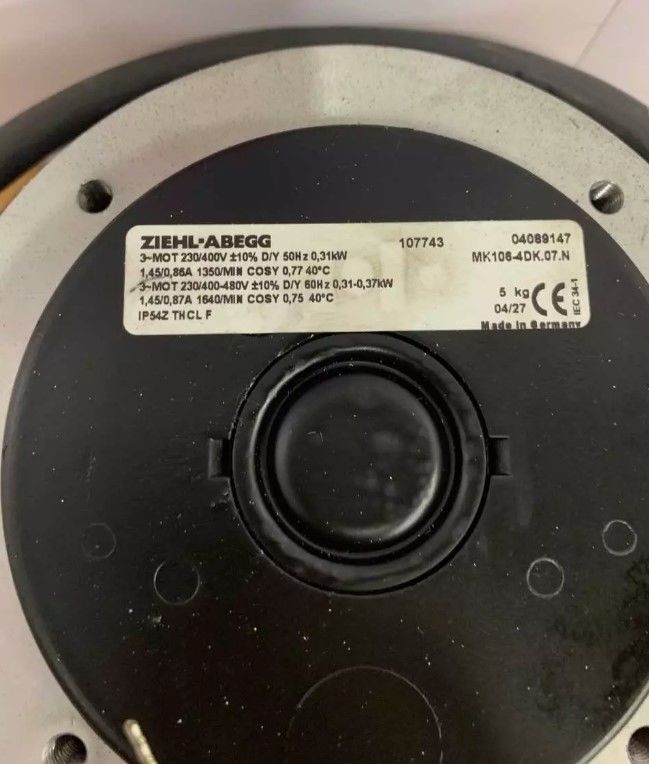 ZIEHL-ABEGG 107743 04089147
3~MOT 230/400V ±10% D/Y 50Hz 0,31kW MK106-4DK.07.N
1,45/0,86A 1350/MIN COSY 0,77 40°C
3~MOT 230/400-480V ±10% D/Y 60Hz 0,31-0,37kW 5 kg CE
1,45/0,87A 1640/MIN COSY 0,75 40°C 04/27 IEC 34-1
IP54Z THCL F Made in Germany